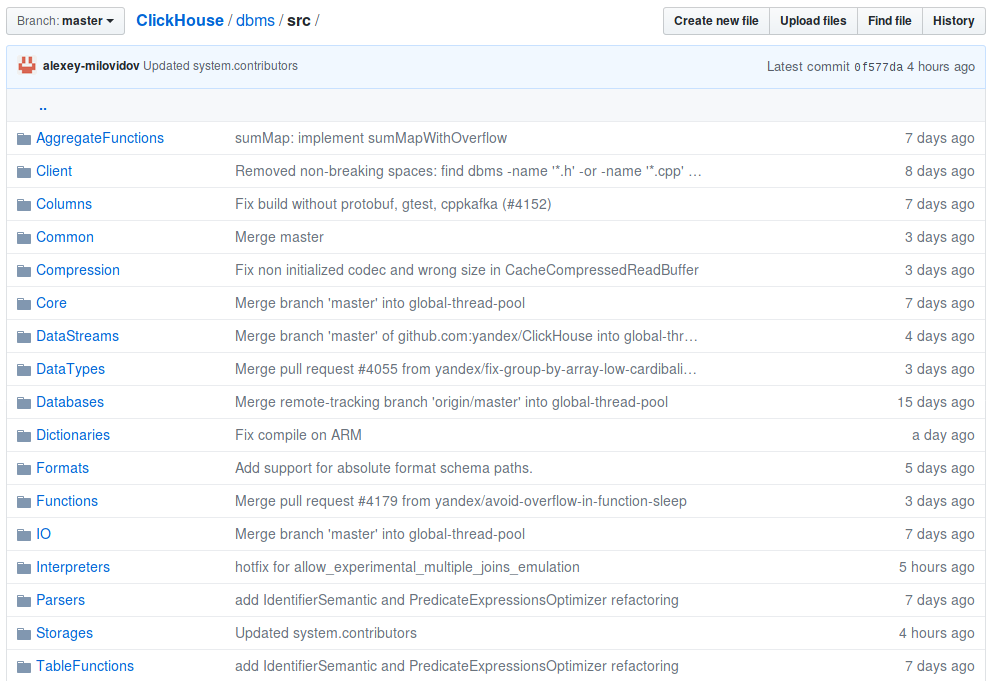 Branch: master ClickHouse / dbms / src / Create new file Upload files Find file History
alexey-milovidov Updated system.contributors Latest commit 0f577da 4 hours ago
..
AggregateFunctions sumMap: implement sumMapWithOverflow 7 days ago
Client Removed non-breaking spaces: find dbms -name '*.h' -or -name '*.cpp' … 8 days ago
Columns Fix build without protobuf, gtest, cppkafka (#4152) 7 days ago
Common Merge master 3 days ago
Compression Fix non initialized codec and wrong size in CacheCompressedReadBuffer 3 days ago
Core Merge branch 'master' into global-thread-pool 7 days ago
DataStreams Merge branch 'master' of github.com:yandex/ClickHouse into global-thr… 4 days ago
DataTypes Merge pull request #4055 from yandex/fix-group-by-array-low-cardibali… 3 days ago
Databases Merge remote-tracking branch 'origin/master' into global-thread-pool 15 days ago
Dictionaries Fix compile on ARM a day ago
Formats Add support for absolute format schema paths. 5 days ago
Functions Merge pull request #4179 from yandex/avoid-overflow-in-function-sleep 3 days ago
IO Merge branch 'master' into global-thread-pool 7 days ago
Interpreters hotfix for allow_experimental_multiple_joins_emulation 5 hours ago
Parsers add IdentifierSemantic and PredicateExpressionsOptimizer refactoring 7 days ago
Storages Updated system.contributors 4 hours ago
TableFunctions add IdentifierSemantic and PredicateExpressionsOptimizer refactoring 7 days ago